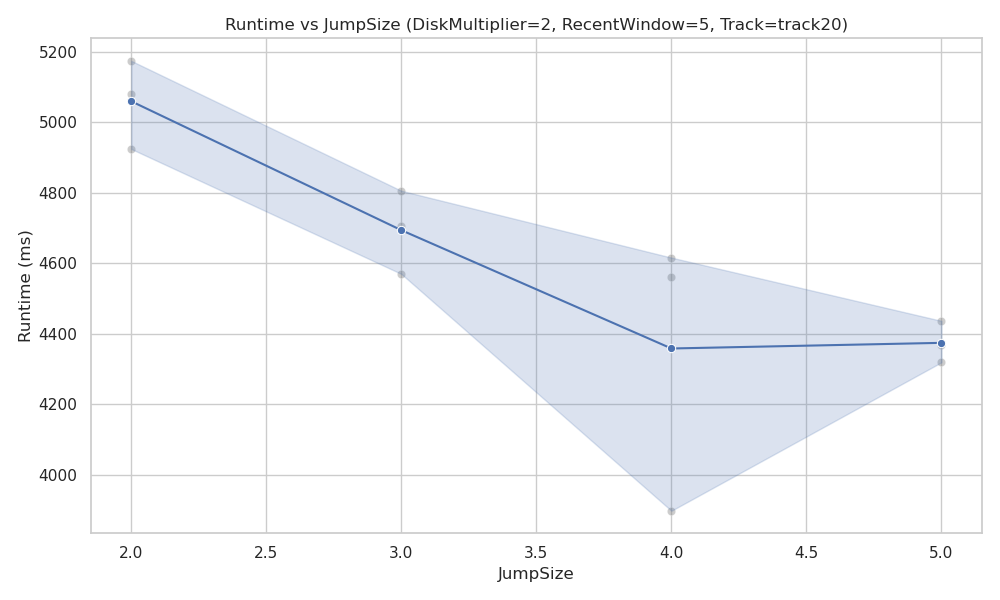 Runtime vs JumpSize (DiskMultiplier=2, RecentWindow=5, Track=track20)
5200
5000
4800
4600
4400
4200
4000
Runtime (ms)
2.0 2.5 3.0 3.5 4.0 4.5 5.0
JumpSize